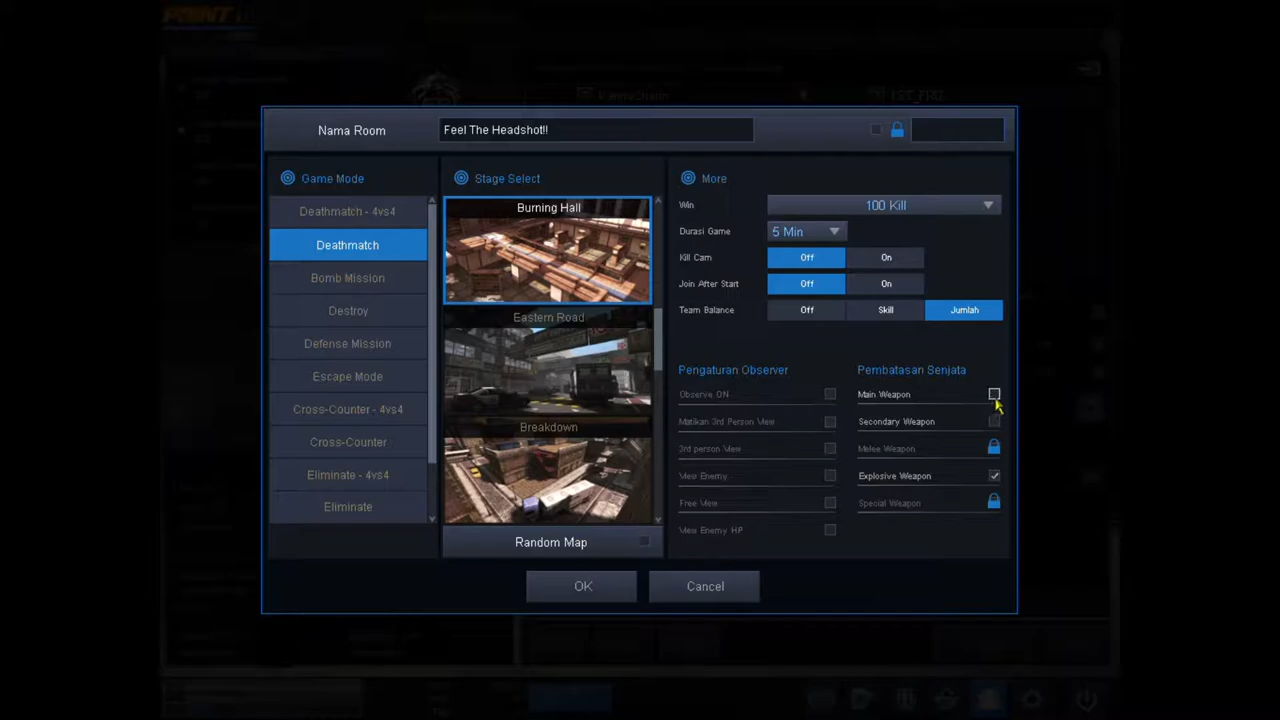 POINT
Nama Room
Feel The Headshot!!
Game Mode
Deathmatch - 4vs4
Deathmatch
Bomb Mission
Destroy
Defense Mission
Escape Mode
Cross-Counter - 4vs4
Cross-Counter
Eliminate - 4vs4
Eliminate
Stage Select
Burning Hall
Eastern Road
Breakdown
Random Map
More
Win 100 Kill
Durasi Game 5 Min
Kill Cam Off On
Join After Start Off On
Team Balance Off Skill Jumlah
Pengaturan Observer
Observe ON
Matikan 3rd Person View
3rd person View
View Enemy
Free View
View Enemy HP
Pembatasan Senjata
Main Weapon
Secondary Weapon
Melee Weapon
Explosive Weapon
Special Weapon
OK
Cancel